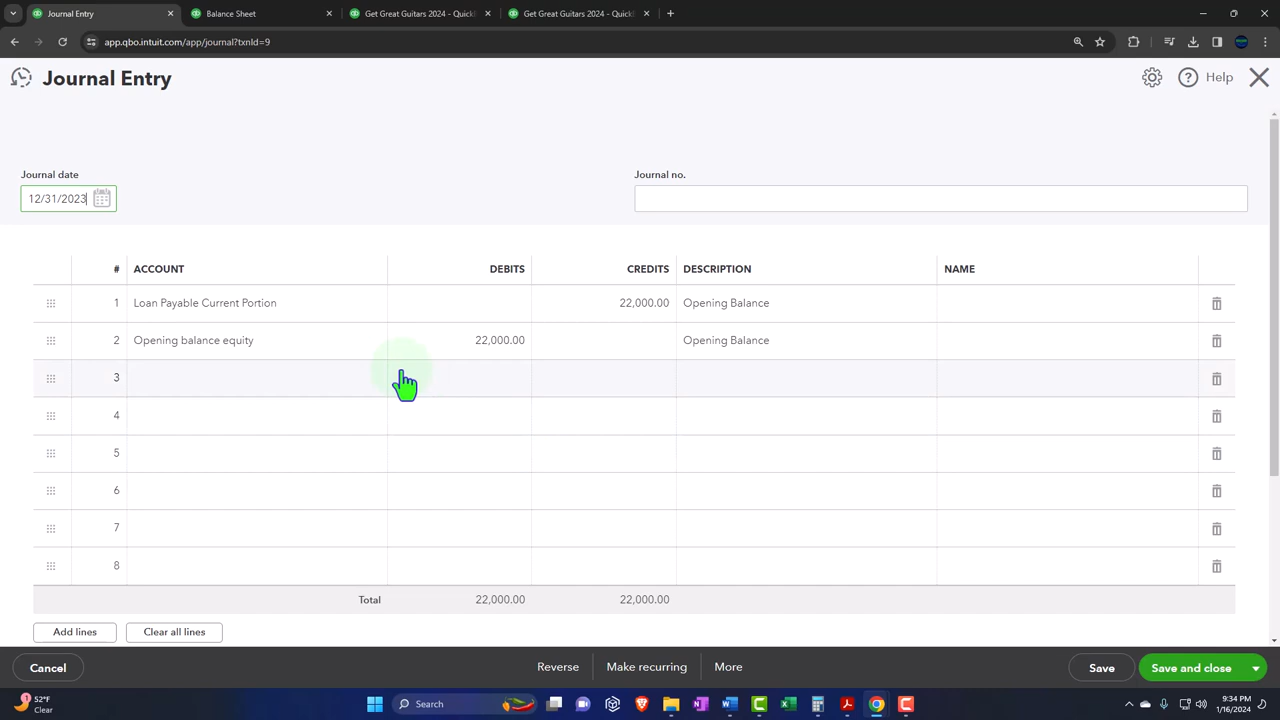 Journal Entry
Balance Sheet
Get Great Guitars 2024 - Quick
Get Great Guitars 2024 - Quick
app.qbo.intuit.com/app/journal?txnId=9
Journal Entry
Help
Journal date
Journal no.
12/31/2023
# ACCOUNT DEBITS CREDITS DESCRIPTION NAME
1 Loan Payable Current Portion 22,000.00 Opening Balance
2 Opening balance equity 22,000.00 Opening Balance
3
4
5
6
7
8
Total 22,000.00 22,000.00
Add lines Clear all lines
Cancel Reverse Make recurring More Save Save and close
1
52°F
Clear
Search
9:34 PM
1/16/2024